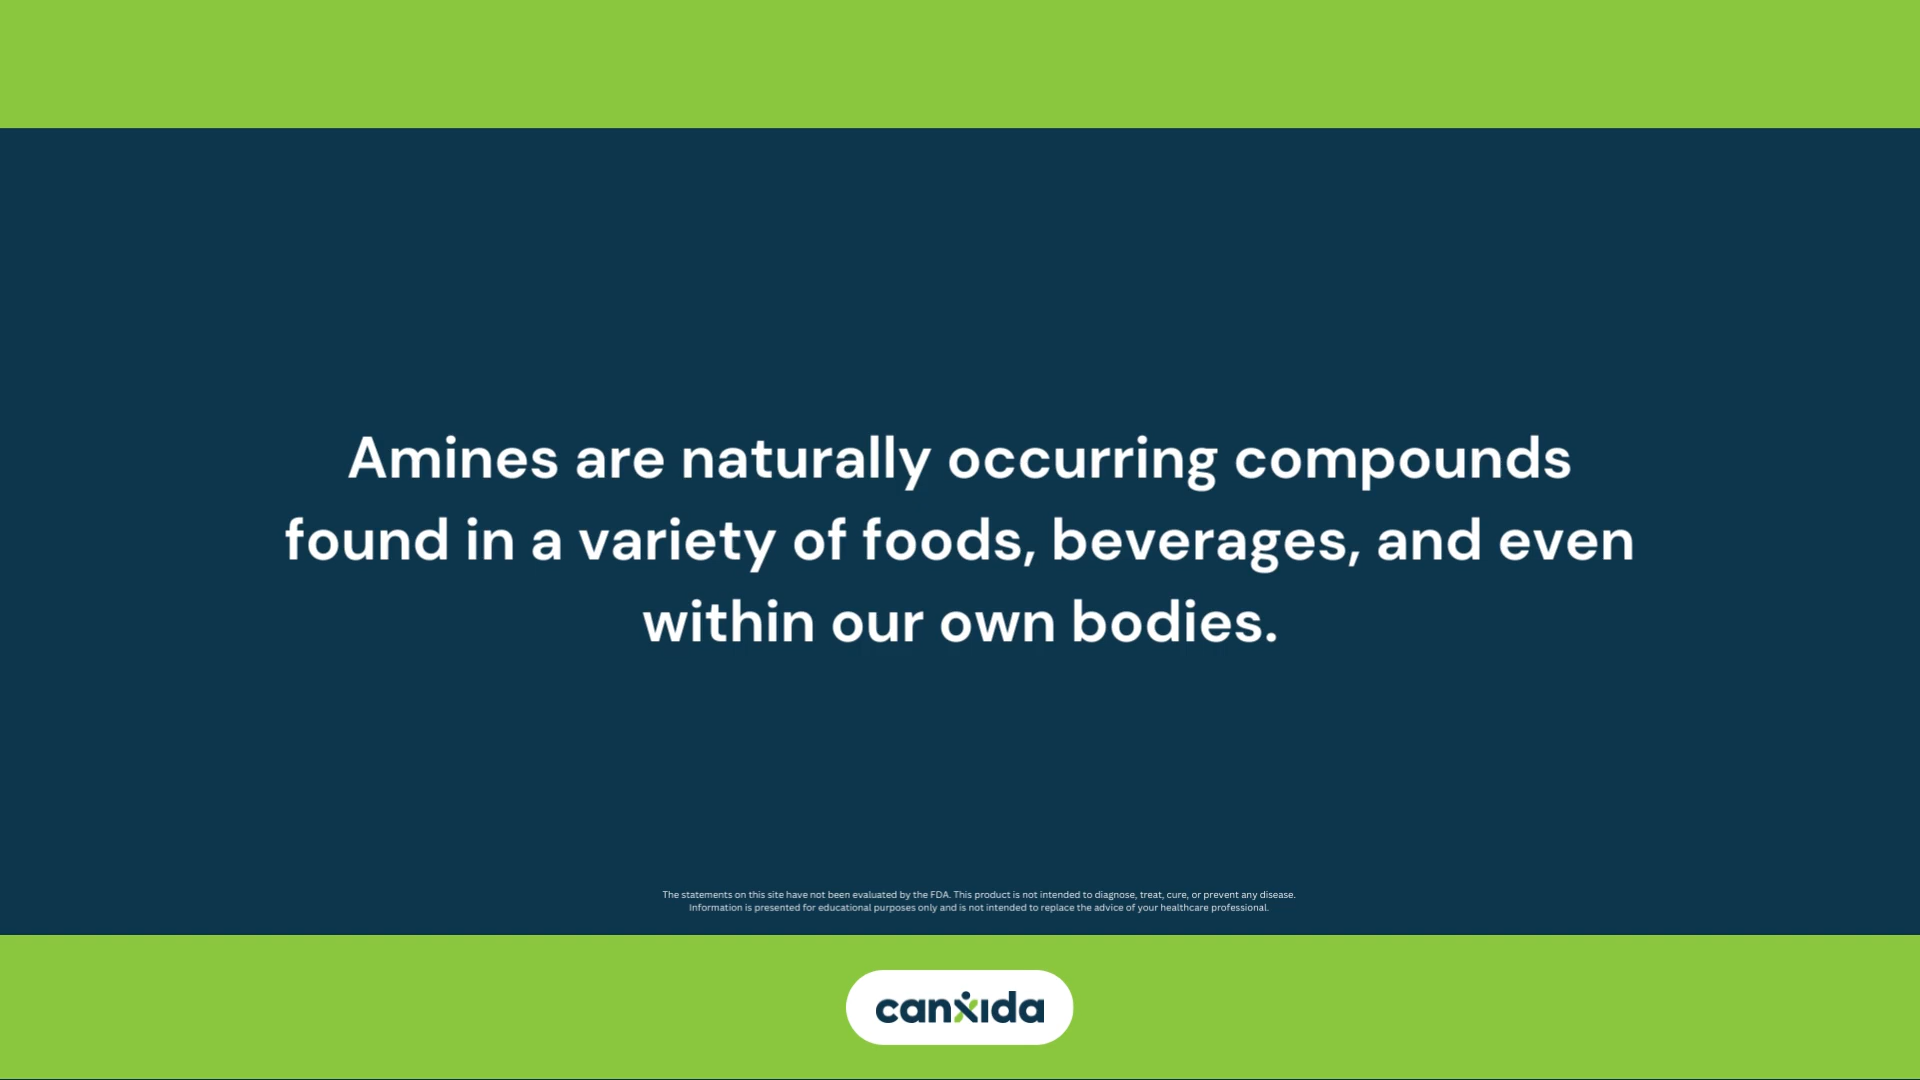 Amines are naturally occurring compounds
found in a variety of foods, beverages, and even
within our own bodies.
The statements on this site have not been evaluated by the FDA. This product is not intended to diagnose, treat, cure, or prevent any disease.
Information is presented for educational purposes only and is not intended to replace the advice of your healthcare professional.
canxida